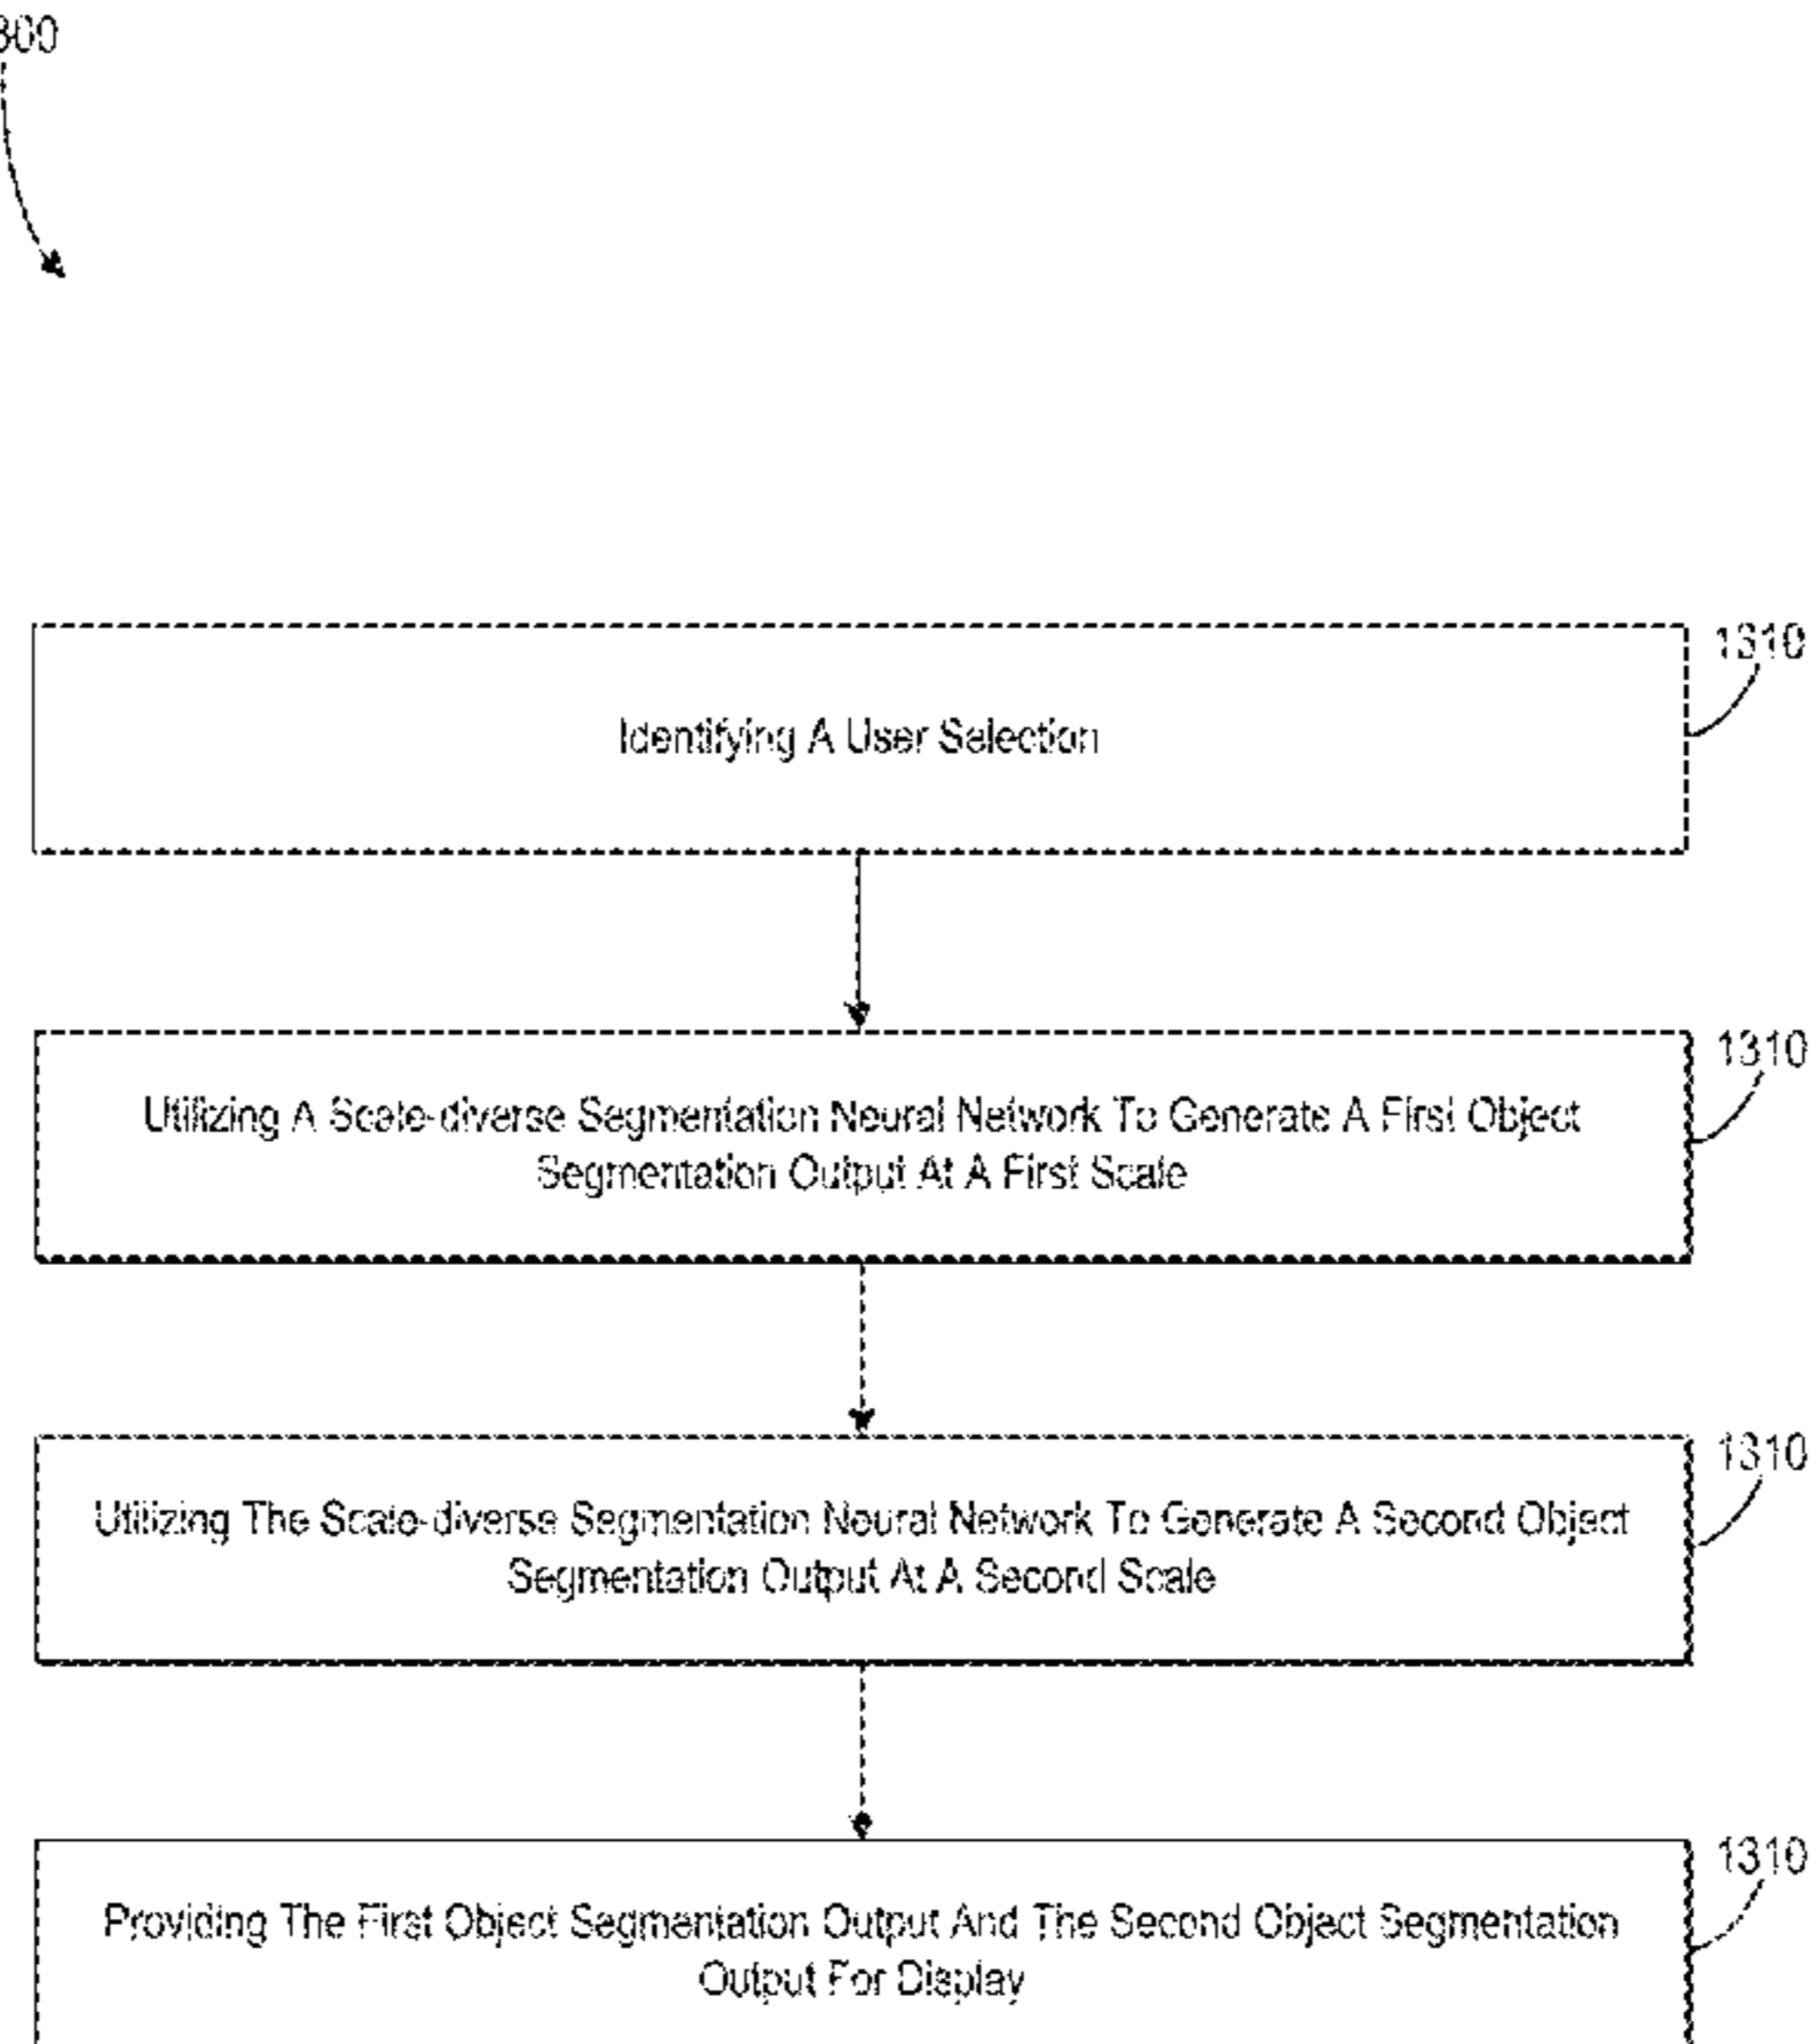 300
Identifying A User Selection
1310
Utilizing A Scale-diverse Segmentation Neural Network To Generate A First Object
Segmentation Output At A First Scale
1310
Utilizing The Scale-diverse Segmentation Neural Network To Generate A Second Object
Segmentation Output At A Second Scale
1310
Providing The First Object Segmentation Output And The Second Object Segmentation
Output For Display
1310